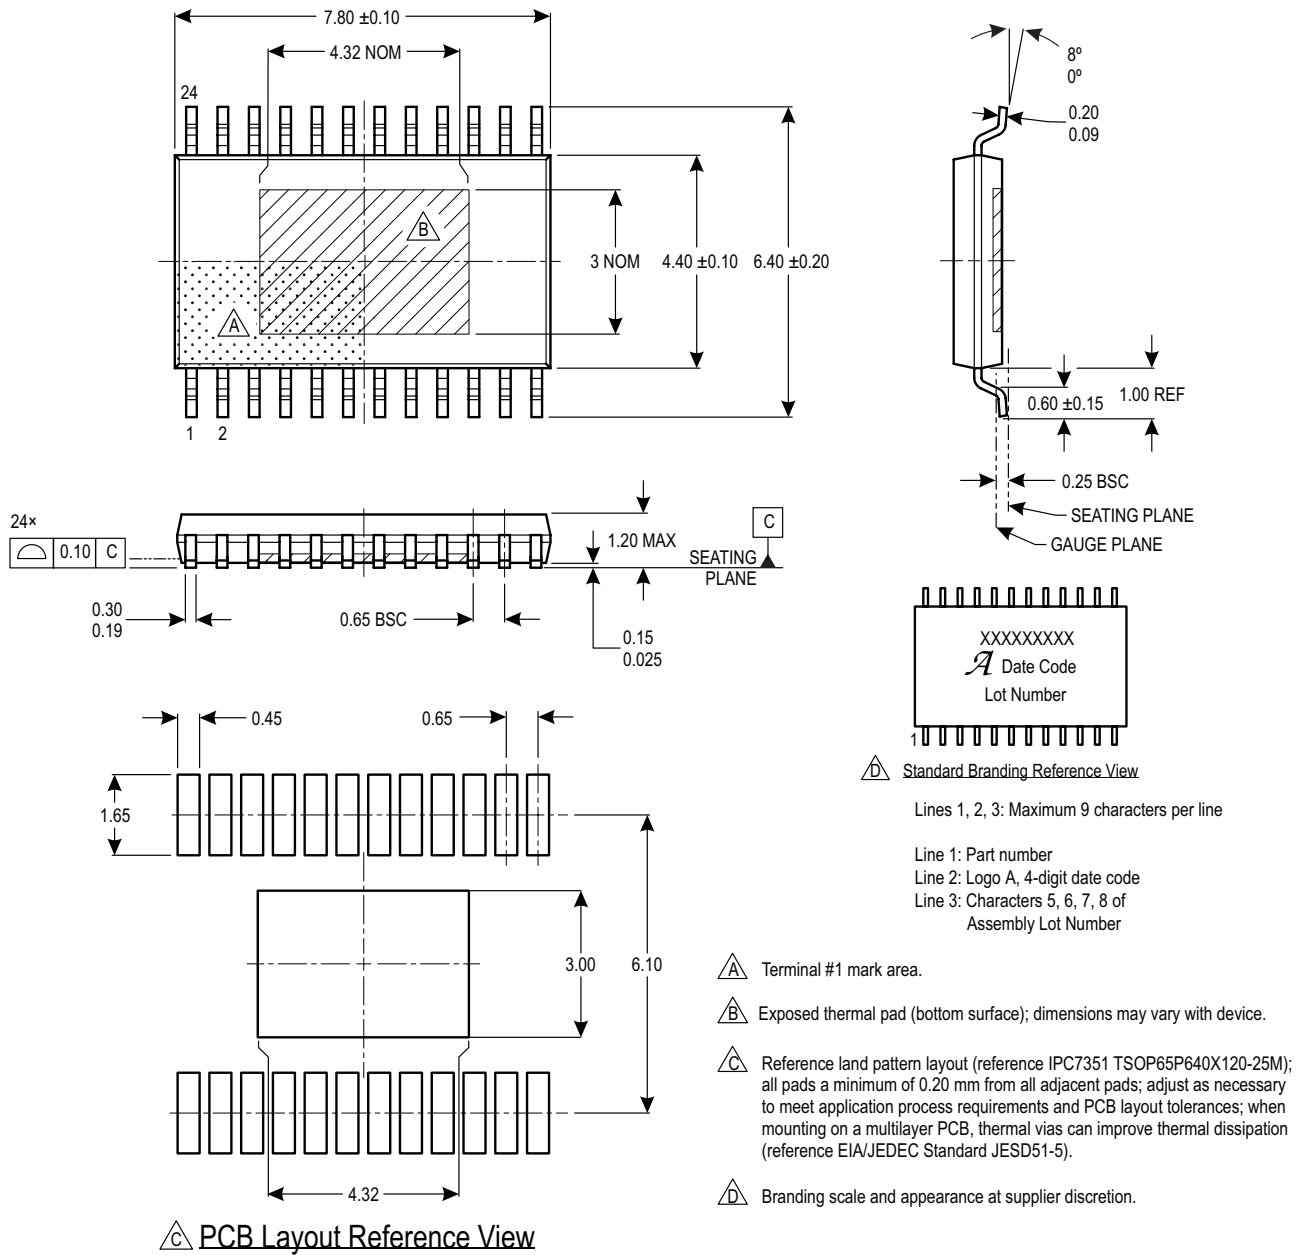 7.80 ±0.10
4.32 NOM
24
B
A
3 NOM
4.40 ±0.10
6.40 ±0.20
1 2
8º
0º
0.20
0.09
0.60 ±0.15
1.00 REF
0.25 BSC
SEATING PLANE
GAUGE PLANE
24×
0.10 C
C
1.20 MAX
SEATING
PLANE
0.30
0.19
0.65 BSC
0.15
0.025
XXXXXXXXX
A Date Code
Lot Number
1
D Standard Branding Reference View
Lines 1, 2, 3: Maximum 9 characters per line
Line 1: Part number
Line 2: Logo A, 4-digit date code
Line 3: Characters 5, 6, 7, 8 of
Assembly Lot Number
0.45
0.65
1.65
3.00
6.10
4.32
C PCB Layout Reference View
A Terminal #1 mark area.
B Exposed thermal pad (bottom surface); dimensions may vary with device.
C Reference land pattern layout (reference IPC7351 TSOP65P640X120-25M);
all pads a minimum of 0.20 mm from all adjacent pads; adjust as necessary
to meet application process requirements and PCB layout tolerances; when
mounting on a multilayer PCB, thermal vias can improve thermal dissipation
(reference EIA/JEDEC Standard JESD51-5).
D Branding scale and appearance at supplier discretion.